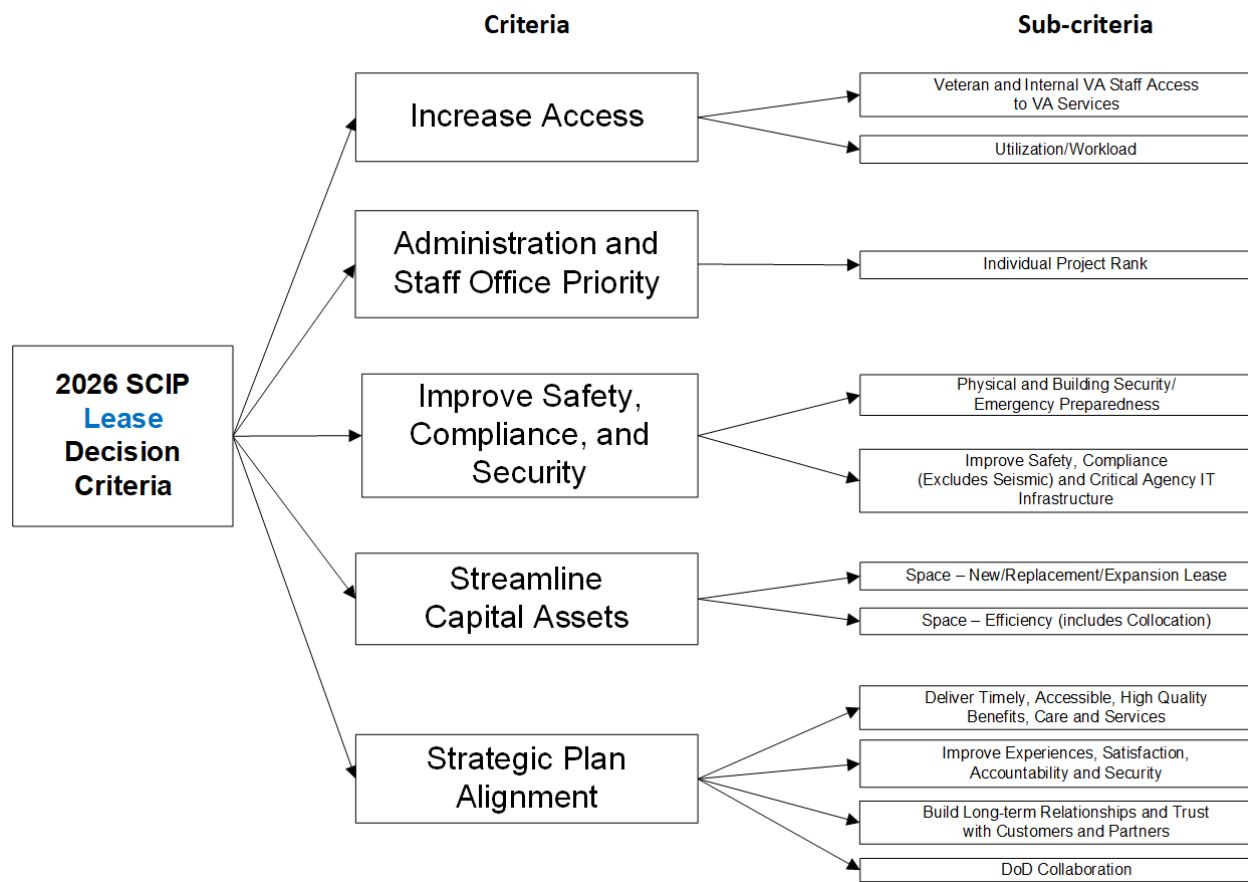 Criteria
Sub-criteria
2026 SCIP
Lease
Decision
Criteria
Increase Access
Veteran and Internal VA Staff Access
to VA Services
Utilization/Workload
Administration and
Staff Office Priority
Individual Project Rank
Improve Safety,
Compliance, and
Security
Physical and Building Security/
Emergency Preparedness
Improve Safety, Compliance
(Excludes Seismic) and Critical Agency IT
Infrastructure
Streamline
Capital Assets
Space – New/Replacement/Expansion Lease
Space – Efficiency (includes Collocation)
Strategic Plan
Alignment
Deliver Timely, Accessible, High Quality
Benefits, Care and Services
Improve Experiences, Satisfaction,
Accountability and Security
Build Long-term Relationships and Trust
with Customers and Partners
DoD Collaboration